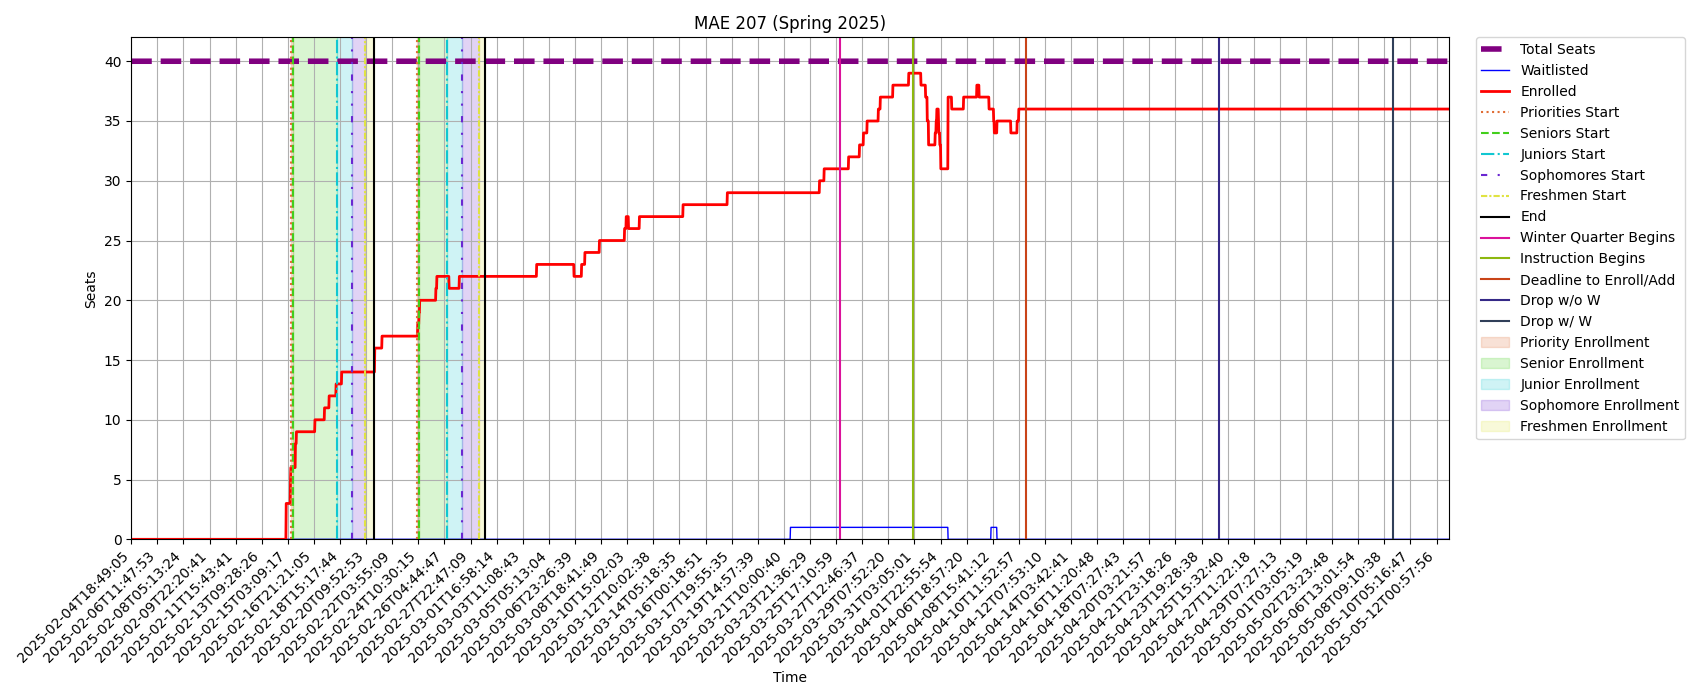 MAE 207 (Spring 2025)
Seats
40
35
30
25
20
15
10
5
0
2025-02-04T18:49:05
2025-02-06T11:47:53
2025-02-08T05:13:24
2025-02-09T22:20:41
2025-02-11T15:43:41
2025-02-13T09:28:26
2025-02-15T03:09:17
2025-02-16T21:21:05
2025-02-18T15:17:44
2025-02-20T09:52:53
2025-02-22T03:55:09
2025-02-24T10:30:15
2025-02-26T04:44:47
2025-02-27T22:47:09
2025-03-01T16:58:14
2025-03-03T11:08:43
2025-03-05T05:13:04
2025-03-06T23:26:39
2025-03-08T18:41:49
2025-03-10T15:02:03
2025-03-12T10:02:38
2025-03-14T05:18:35
2025-03-16T00:18:51
2025-03-17T19:55:35
2025-03-19T14:57:39
2025-03-21T10:00:40
2025-03-23T21:36:29
2025-03-25T17:10:59
2025-03-27T12:46:37
2025-03-29T07:52:20
2025-03-31T03:05:01
2025-04-01T22:55:54
2025-04-06T18:57:20
2025-04-08T15:41:12
2025-04-10T11:52:57
2025-04-12T07:53:10
2025-04-14T03:42:41
2025-04-16T11:20:48
2025-04-18T07:27:43
2025-04-20T03:21:57
2025-04-21T23:18:26
2025-04-23T19:28:38
2025-04-25T15:32:40
2025-04-27T11:22:18
2025-04-29T07:27:13
2025-05-01T03:05:19
2025-05-02T23:23:48
2025-05-06T13:01:54
2025-05-08T09:10:38
2025-05-10T05:16:47
2025-05-12T00:57:56
Time
Total Seats
Waitlisted
Enrolled
Priorities Start
Seniors Start
Juniors Start
Sophomores Start
Freshmen Start
End
Winter Quarter Begins
Instruction Begins
Deadline to Enroll/Add
Drop w/o W
Drop w/ W
Priority Enrollment
Senior Enrollment
Junior Enrollment
Sophomore Enrollment
Freshmen Enrollment